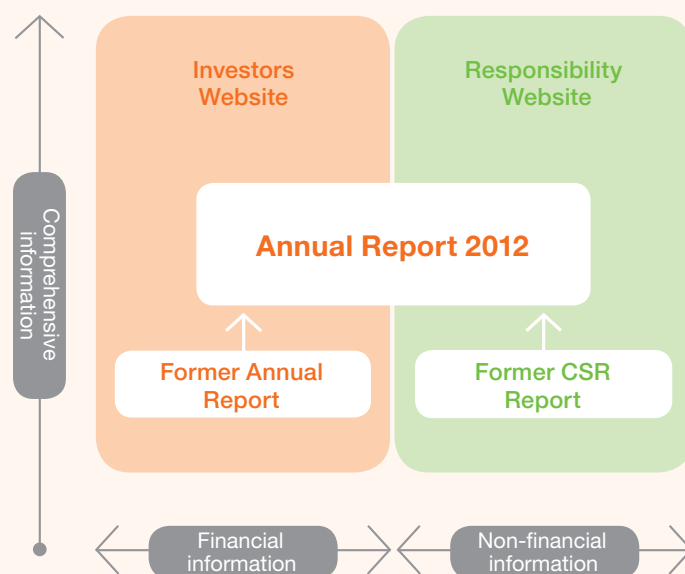 Investors
Website
Responsibility
Website
Comprehensive
information
Annual Report 2012
Former Annual
Report
Former CSR
Report
Financial
information
Non-financial
information